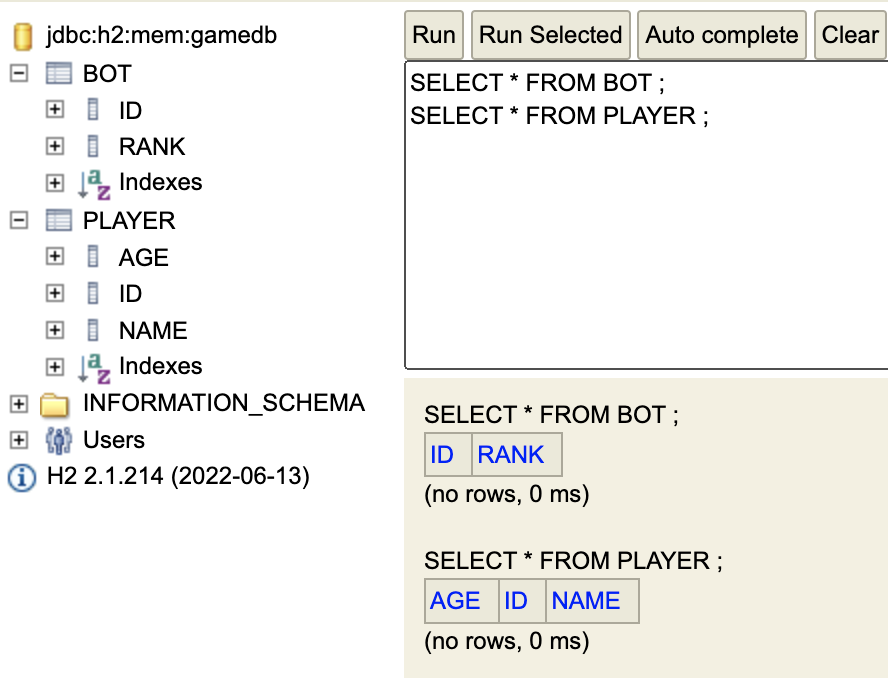 jdbc:h2:mem:gamedb
BOT
ID
RANK
Indexes
PLAYER
AGE
ID
NAME
Indexes
INFORMATION_SCHEMA
Users
H2 2.1.214 (2022-06-13)
Run Run Selected Auto complete Clear
SELECT * FROM BOT ;
SELECT * FROM PLAYER ;
SELECT * FROM BOT ;
ID RANK
(no rows, 0 ms)
SELECT * FROM PLAYER ;
AGE ID NAME
(no rows, 0 ms)